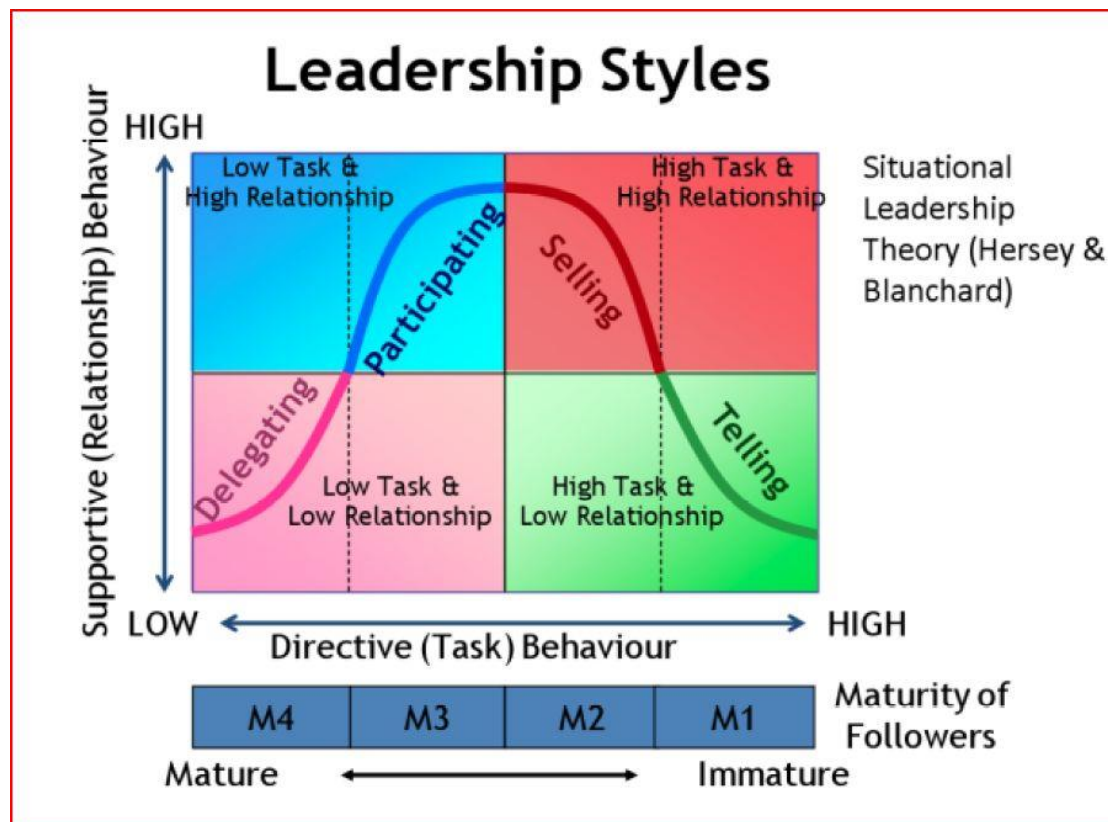 Leadership Styles
Supportive (Relationship) Behaviour
HIGH
Low Task &
High Relationship
High Task &
High Relationship
Situational
Leadership
Theory (Hersey &
Blanchard)
Participating
Selling
Delegating
Telling
Low Task &
Low Relationship
High Task &
Low Relationship
LOW
HIGH
Directive (Task) Behaviour
M4
M3
M2
M1
Maturity of
Followers
Mature
Immature